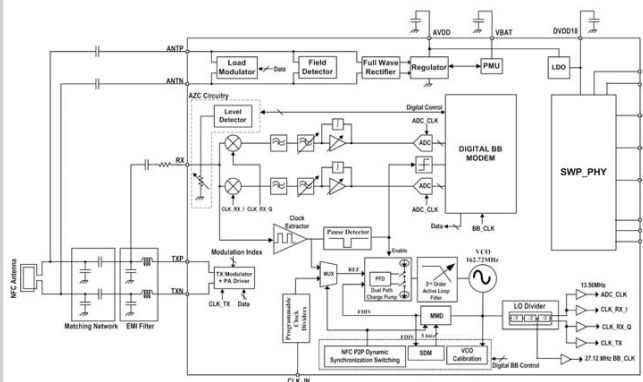 AVDD
VBAT
DVDD18
ANTP
ANTN
Load Modulator
Data
Field Detector
Full Wave Rectifier
Regulator
PMU
LDO
AZC Circuitry
Level Detector
Digital Conrol
ADC_CLK
ADC
DIGITAL BB MODEM
SWP_PHY
RX
CLK_RX_I
CLK_RX_Q
ADC
ADC_CLK
Data
BB_CLK
Clock Extractor
Pause Detector
Enable
VCO
162.72MHz
NFC Antenna
TXP
TXN
Modulation Index
TX Modulator + PA Driver
CLK_TX
Data
Matching Network
EMI Filter
Programmable Clock Dividers
MUX
REF
PFD
Dual Path Charge Pump
2nd Order Active Loop Filter
FDIV
MMD
LO Divider
13.56MHz
ADC_CLK
CLK_RX_I
CLK_RX_Q
CLK_TX
27.12 MHz BB_CLK
FDIV
5 bits
NFC P2P Dynamic Synchronization Switching
SDM
VCO Calibration
Digital BB Control
CLK_IN